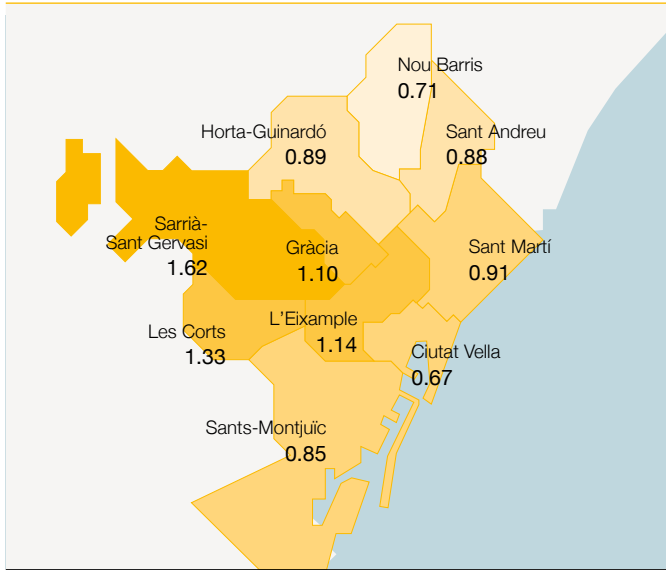 Nou Barris
0.71
Horta-Guinardó
0.89
Sant Andreu
0.88
Sarrià-
Sant Gervasi
1.62
Gràcia
1.10
Sant Martí
0.91
L'Eixample
1.14
Les Corts
1.33
Ciutat Vella
0.67
Sants-Montjuïc
0.85